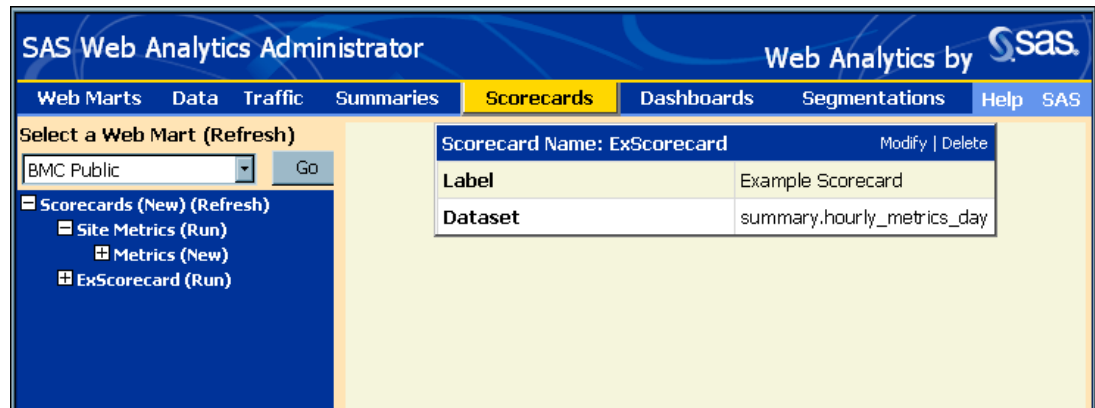 SAS Web Analytics Administrator
Web Analytics by sas.
Web Marts Data Traffic Summaries Scorecards Dashboards Segmentations Help SAS
Select a Web Mart (Refresh)
BMC Public Go
Scorecards (New) (Refresh)
Site Metrics (Run)
Metrics (New)
ExScorecard (Run)
Scorecard Name: ExScorecard Modify | Delete
Label Example Scorecard
Dataset summary.hourly_metrics_day